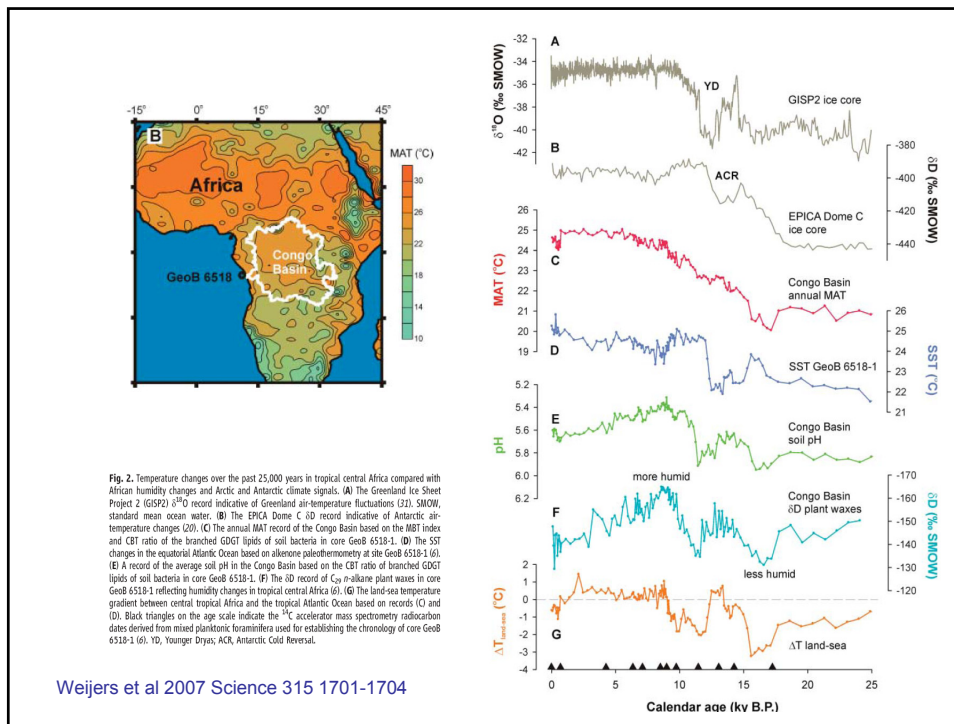 -15° 0° 15° 30° 45°
B
MAT (°C)
Africa
Congo
Basin
GeoB 6518
30
26
22
18
14
10
Fig. 2. Temperature changes over the past 25,000 years in tropical central Africa compared with
African humidity changes and Arctic and Antarctic climate signals. (A) The Greenland Ice Sheet
Project 2 (GISP2) δ18O record indicative of Greenland air-temperature fluctuations (31). SMOW,
standard mean ocean water. (B) The EPICA Dome C δD record indicative of Antarctic air-
temperature changes (20). (C) The annual MAT record of the Congo Basin based on the MBT index
and CBT ratio of the branched GDGT lipids of soil bacteria in core GeoB 6518-1. (D) The SST
changes in the equatorial Atlantic Ocean based on alkenone paleothermometry at site GeoB 6518-1 (6).
(E) A record of the average soil pH in the Congo Basin based on the CBT ratio of branched GDGT
lipids of soil bacteria in core GeoB 6518-1. (F) The δD record of C29 n-alkane plant waxes in core
GeoB 6518-1 reflecting humidity changes in tropical central Africa (6). (G) The land-sea temperature
gradient between central tropical Africa and the tropical Atlantic Ocean based on records (C) and
(D). Black triangles on the age scale indicate the 14C accelerator mass spectrometry radiocarbon
dates derived from mixed planktonic foraminifera used for establishing the chronology of core GeoB
6518-1 (6). YD, Younger Dryas; ACR, Antarctic Cold Reversal.
Weijers et al 2007 Science 315 1701-1704
δ18O (‰ SMOW)
-32
-34
-36
-38
-40
-42
A
YD
GISP2 ice core
B
ACR
EPICA Dome C
ice core
-380
-400
-420
-440
δD
(‰ SMOW)
MAT (°C)
26
25
24
23
22
21
20
19
C
Congo Basin
annual MAT
D
SST GeoB 6518-1
26
25
24
23
22
21
SST (°C)
pH
5.2
5.4
5.6
5.8
6.0
6.2
E
Congo Basin
soil pH
more humid
F
Congo Basin
δD plant waxes
less humid
-170
-160
-150
-140
-130
-120
δD
(‰ SMOW)
ΔTland-sea (°C)
2
1
0
-1
-2
-3
-4
G
ΔT land-sea
0 5 10 15 20 25
Calendar age (ky B.P.)